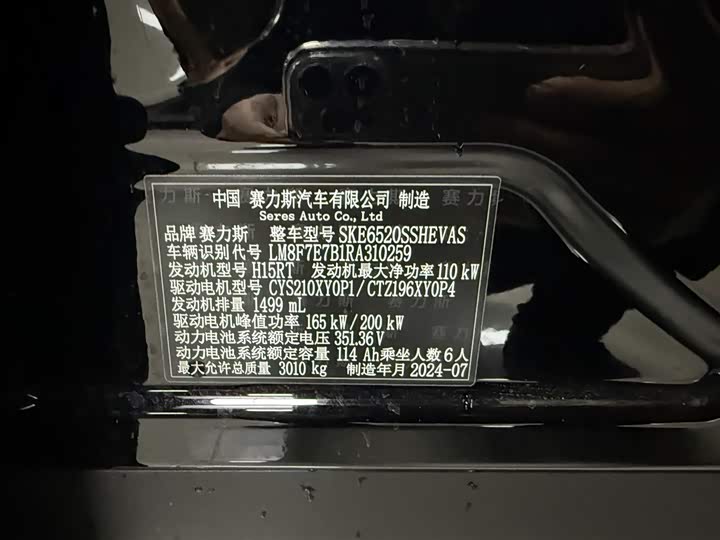 中国 赛力斯汽车有限公司 制造
Seres Auto Co., Ltd
品牌 赛力斯 整车型号 SKE6520SSHEVAS
车辆识别代号 LM8F7E7B1RA310259
发动机型号 H15RT 发动机最大净功率 110 kW
驱动电机型号 CYS210XY0P1/CTZ196XY0P4
发动机排量 1499 mL
驱动电机峰值功率 165 kW/200 kW
动力电池系统额定电压 351.36 V
动力电池系统额定容量 114 Ah乘坐人数 6人
最大允许总质量 3010 kg 制造年月 2024-07